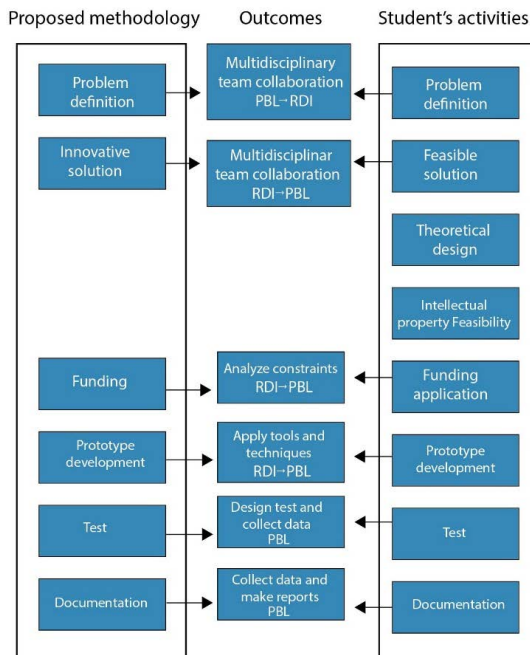 Proposed methodology
Outcomes
Student's activities
Problem
definition
Multidisciplinary
team collaboration
PBL→RDI
Problem
definition
Innovative
solution
Multidisciplinar
team collaboration
RDI→PBL
Feasible
solution
Theoretical
design
Intellectual
property Feasibility
Funding
Analyze constraints
RDI→PBL
Funding
application
Prototype
development
Apply tools and
techniques
RDI→PBL
Prototype
development
Test
Design test and
collect data
PBL
Test
Documentation
Collect data and
make reports
PBL
Documentation